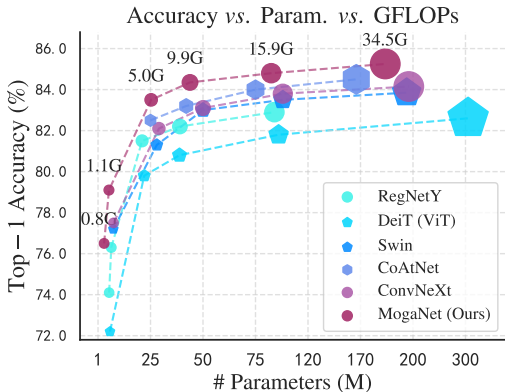 Accuracy vs. Param. vs. GFLOPs
Top−1 Accuracy (%)
86.0
84.0
82.0
80.0
78.0
76.0
74.0
72.0
0.8G
1.1G
5.0G
9.9G
15.9G
34.5G
RegNetY
DeiT (ViT)
Swin
CoAtNet
ConvNeXt
MogaNet (Ours)
1 25 50 75 120 170 200 300
# Parameters (M)